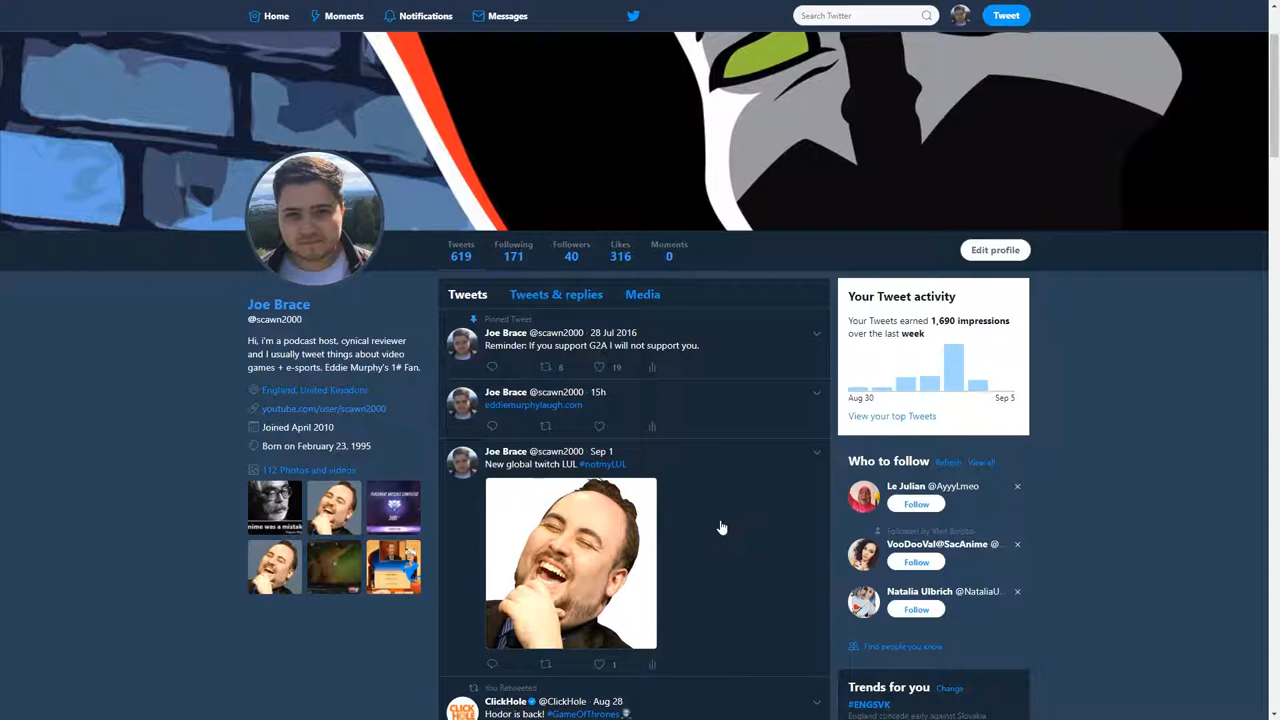 Home Moments Notifications Messages Search Twitter Tweet
Tweets Following Followers Likes Moments
619 171 40 316 0
Edit profile
Joe Brace
@scawn2000
Hi, i'm a podcast host, cynical reviewer
and I usually tweet things about video
games + e-sports. Eddie Murphy's 1# Fan.
England, United Kingdom
youtube.com/user/scawn2000
Joined April 2010
Born on February 23, 1995
112 Photos and videos
Tweets Tweets & replies Media
Pinned Tweet
Joe Brace @scawn2000 28 Jul 2016
Reminder: If you support G2A I will not support you.
8 19
Joe Brace @scawn2000 15h
eddiemurphylaugh.com
Joe Brace @scawn2000 Sep 1
New global twitch LUL #notmyLUL
1
You Retweeted
ClickHole @ClickHole Aug 28
Hodor is back! #GameOfThrones
CLICK
HOLE
Your Tweet activity
Your Tweets earned 1,690 impressions
over the last week
Aug 30 Sep 5
View your top Tweets
Who to follow Refresh View all
Le Julian @AyyyLmeo
Follow
Followed by
VooDooVal@SacAnime @...
Follow
Natalia Ulbrich @NataliaU...
Follow
Find people you know
Trends for you Change
#ENGSVK
England concede early against Slovakia